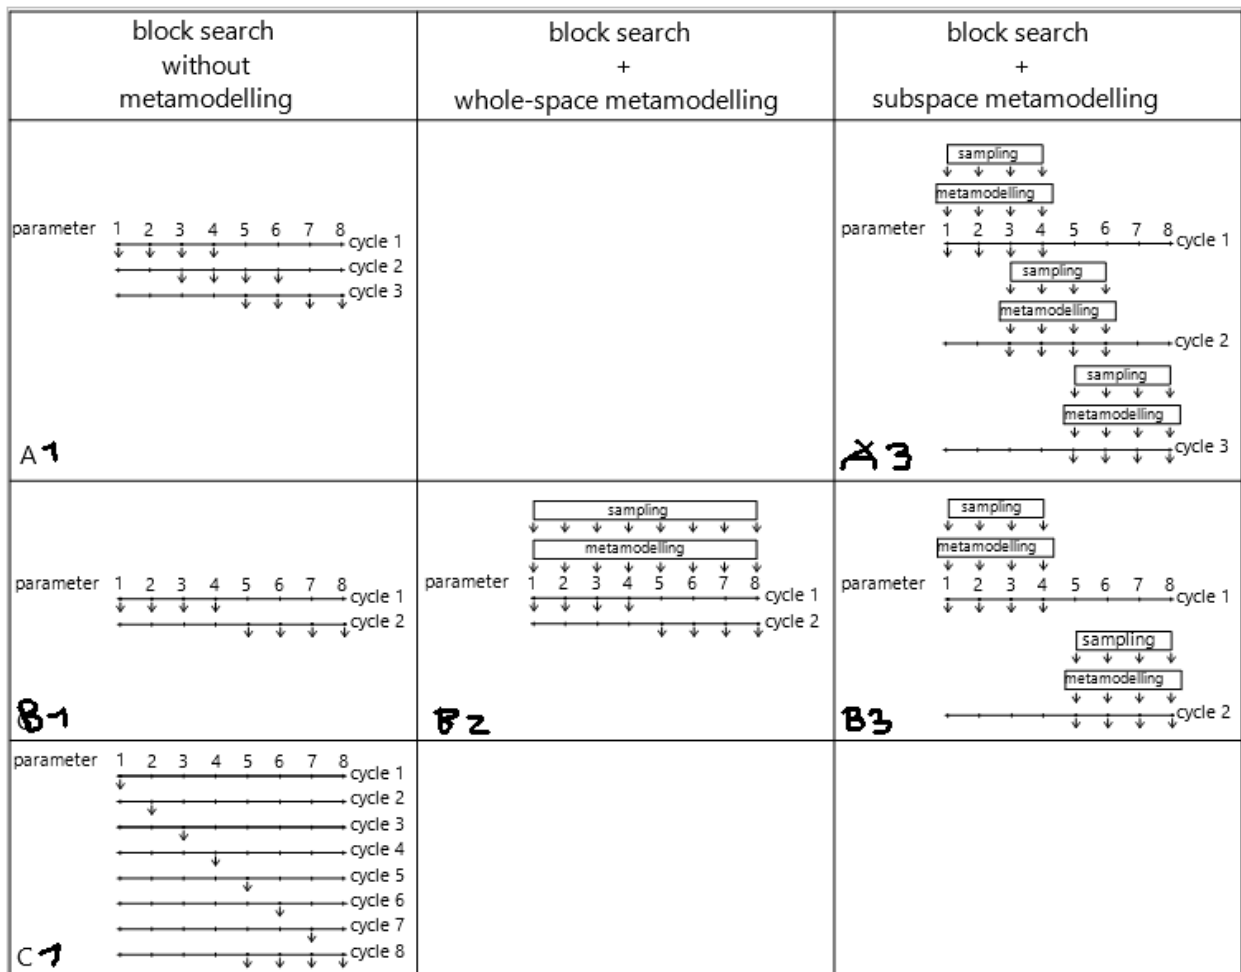 block search
without
metamodelling
block search
+
whole-space metamodelling
block search
+
subspace metamodelling
parameter 1 2 3 4 5 6 7 8
cycle 1
cycle 2
cycle 3
A1
sampling
metamodelling
parameter 1 2 3 4 5 6 7 8
cycle 1
sampling
metamodelling
cycle 2
sampling
metamodelling
cycle 3
A3
parameter 1 2 3 4 5 6 7 8
cycle 1
cycle 2
B1
sampling
metamodelling
parameter 1 2 3 4 5 6 7 8
cycle 1
cycle 2
B2
sampling
metamodelling
parameter 1 2 3 4 5 6 7 8
cycle 1
sampling
metamodelling
cycle 2
B3
parameter 1 2 3 4 5 6 7 8
cycle 1
cycle 2
cycle 3
cycle 4
cycle 5
cycle 6
cycle 7
cycle 8
C1